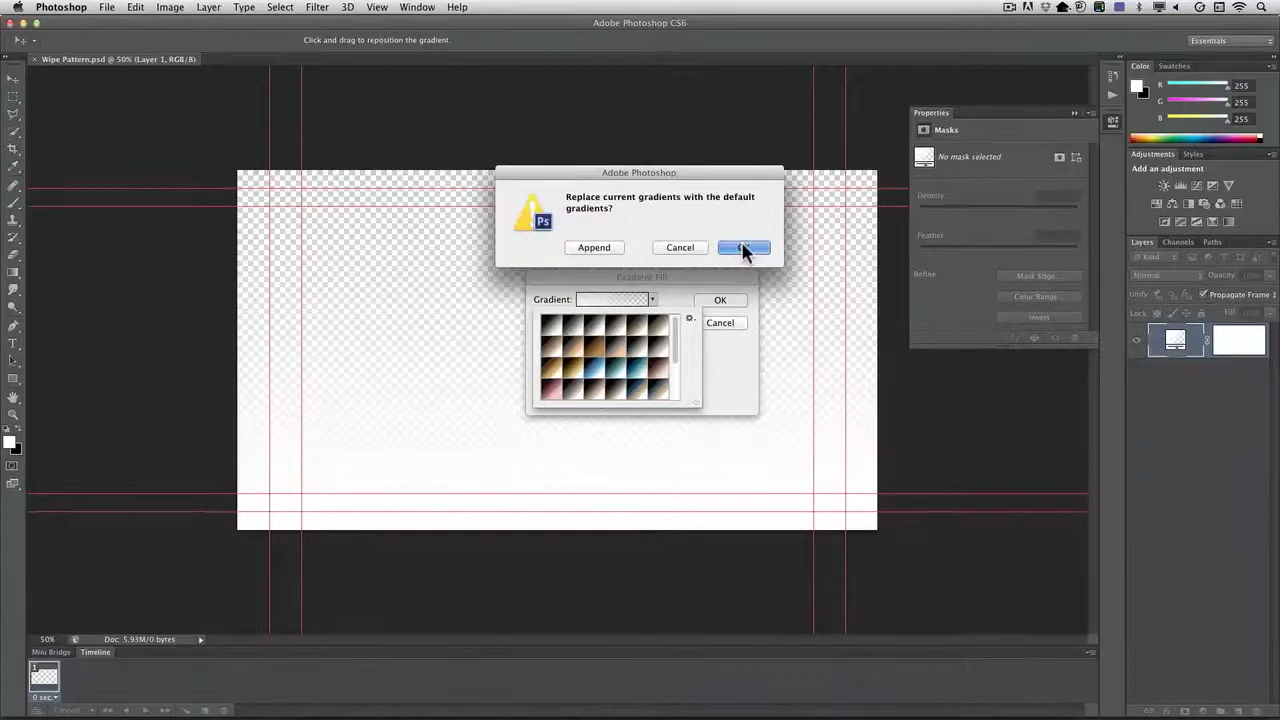 Photoshop File Edit Image Layer Type Select Filter 3D View Window Help
Adobe Photoshop CS6
Click and drag to reposition the gradient.
Essentials
× Wipe Pattern.psd @ 50% (Layer 1, RGB/8)
Color Swatches
R 255
G 255
B 255
Properties
Masks
No mask selected
Density:
Feather:
Refine
Mask Edge...
Color Range...
Invert
Adjustments Styles
Add an adjustment
Layers Channels Paths
Kind
Normal Opacity:
Unify Propagate Frame 1
Lock: Fill:
Adobe Photoshop
Replace current gradients with the default
gradients?
Append Cancel
Ps
Gradient Fill
Gradient: OK
Cancel
50% Doc: 5.93M/0 bytes
Mini Bridge Timeline
1
0 sec.